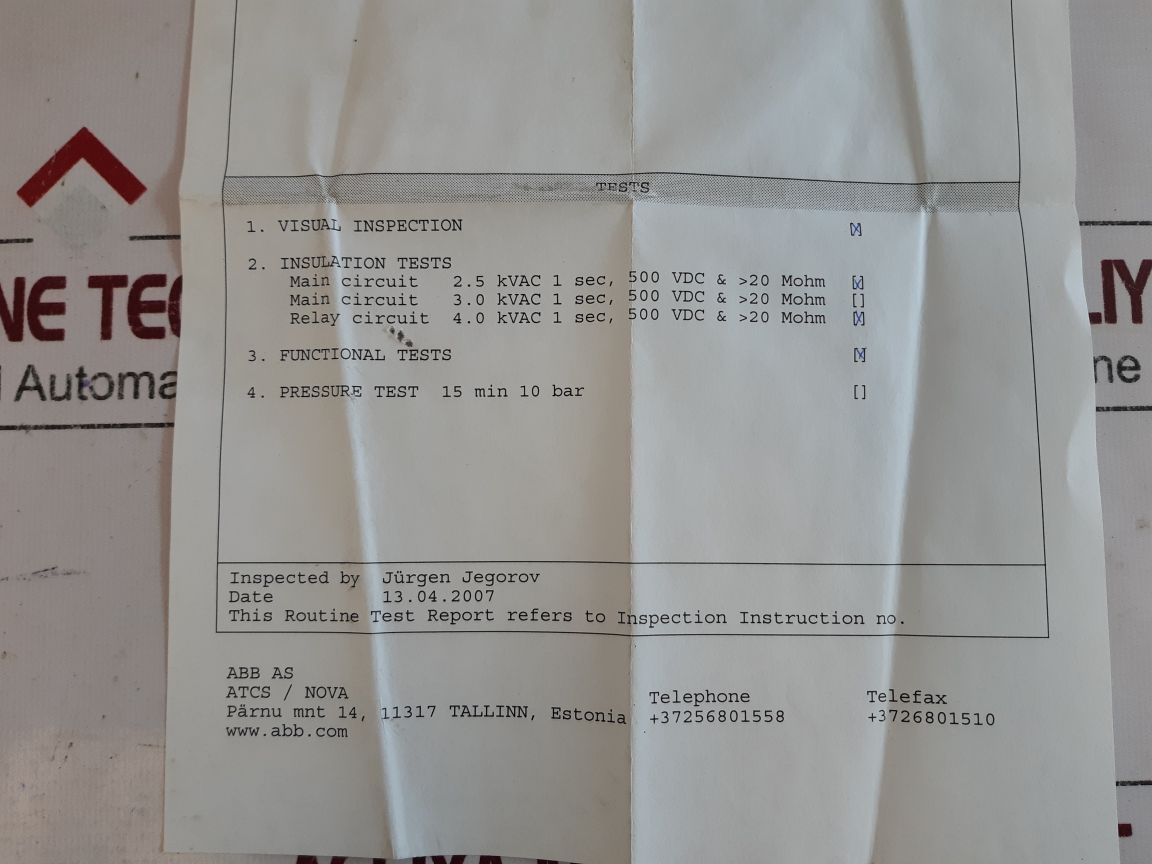 TESTS
1. VISUAL INSPECTION [X]
2. INSULATION TESTS
Main circuit 2.5 kVAC 1 sec, 500 VDC & >20 Mohm [X]
Main circuit 3.0 kVAC 1 sec, 500 VDC & >20 Mohm []
Relay circuit 4.0 kVAC 1 sec, 500 VDC & >20 Mohm [X]
3. FUNCTIONAL TESTS [X]
4. PRESSURE TEST 15 min 10 bar []
Inspected by Jürgen Jegorov
Date 13.04.2007
This Routine Test Report refers to Inspection Instruction no.
ABB AS
ATCS / NOVA
Pärnu mnt 14, 11317 TALLINN, Estonia
www.abb.com
Telephone
+37256801558
Telefax
+3726801510
NE TEC
Automa
LIY
ne